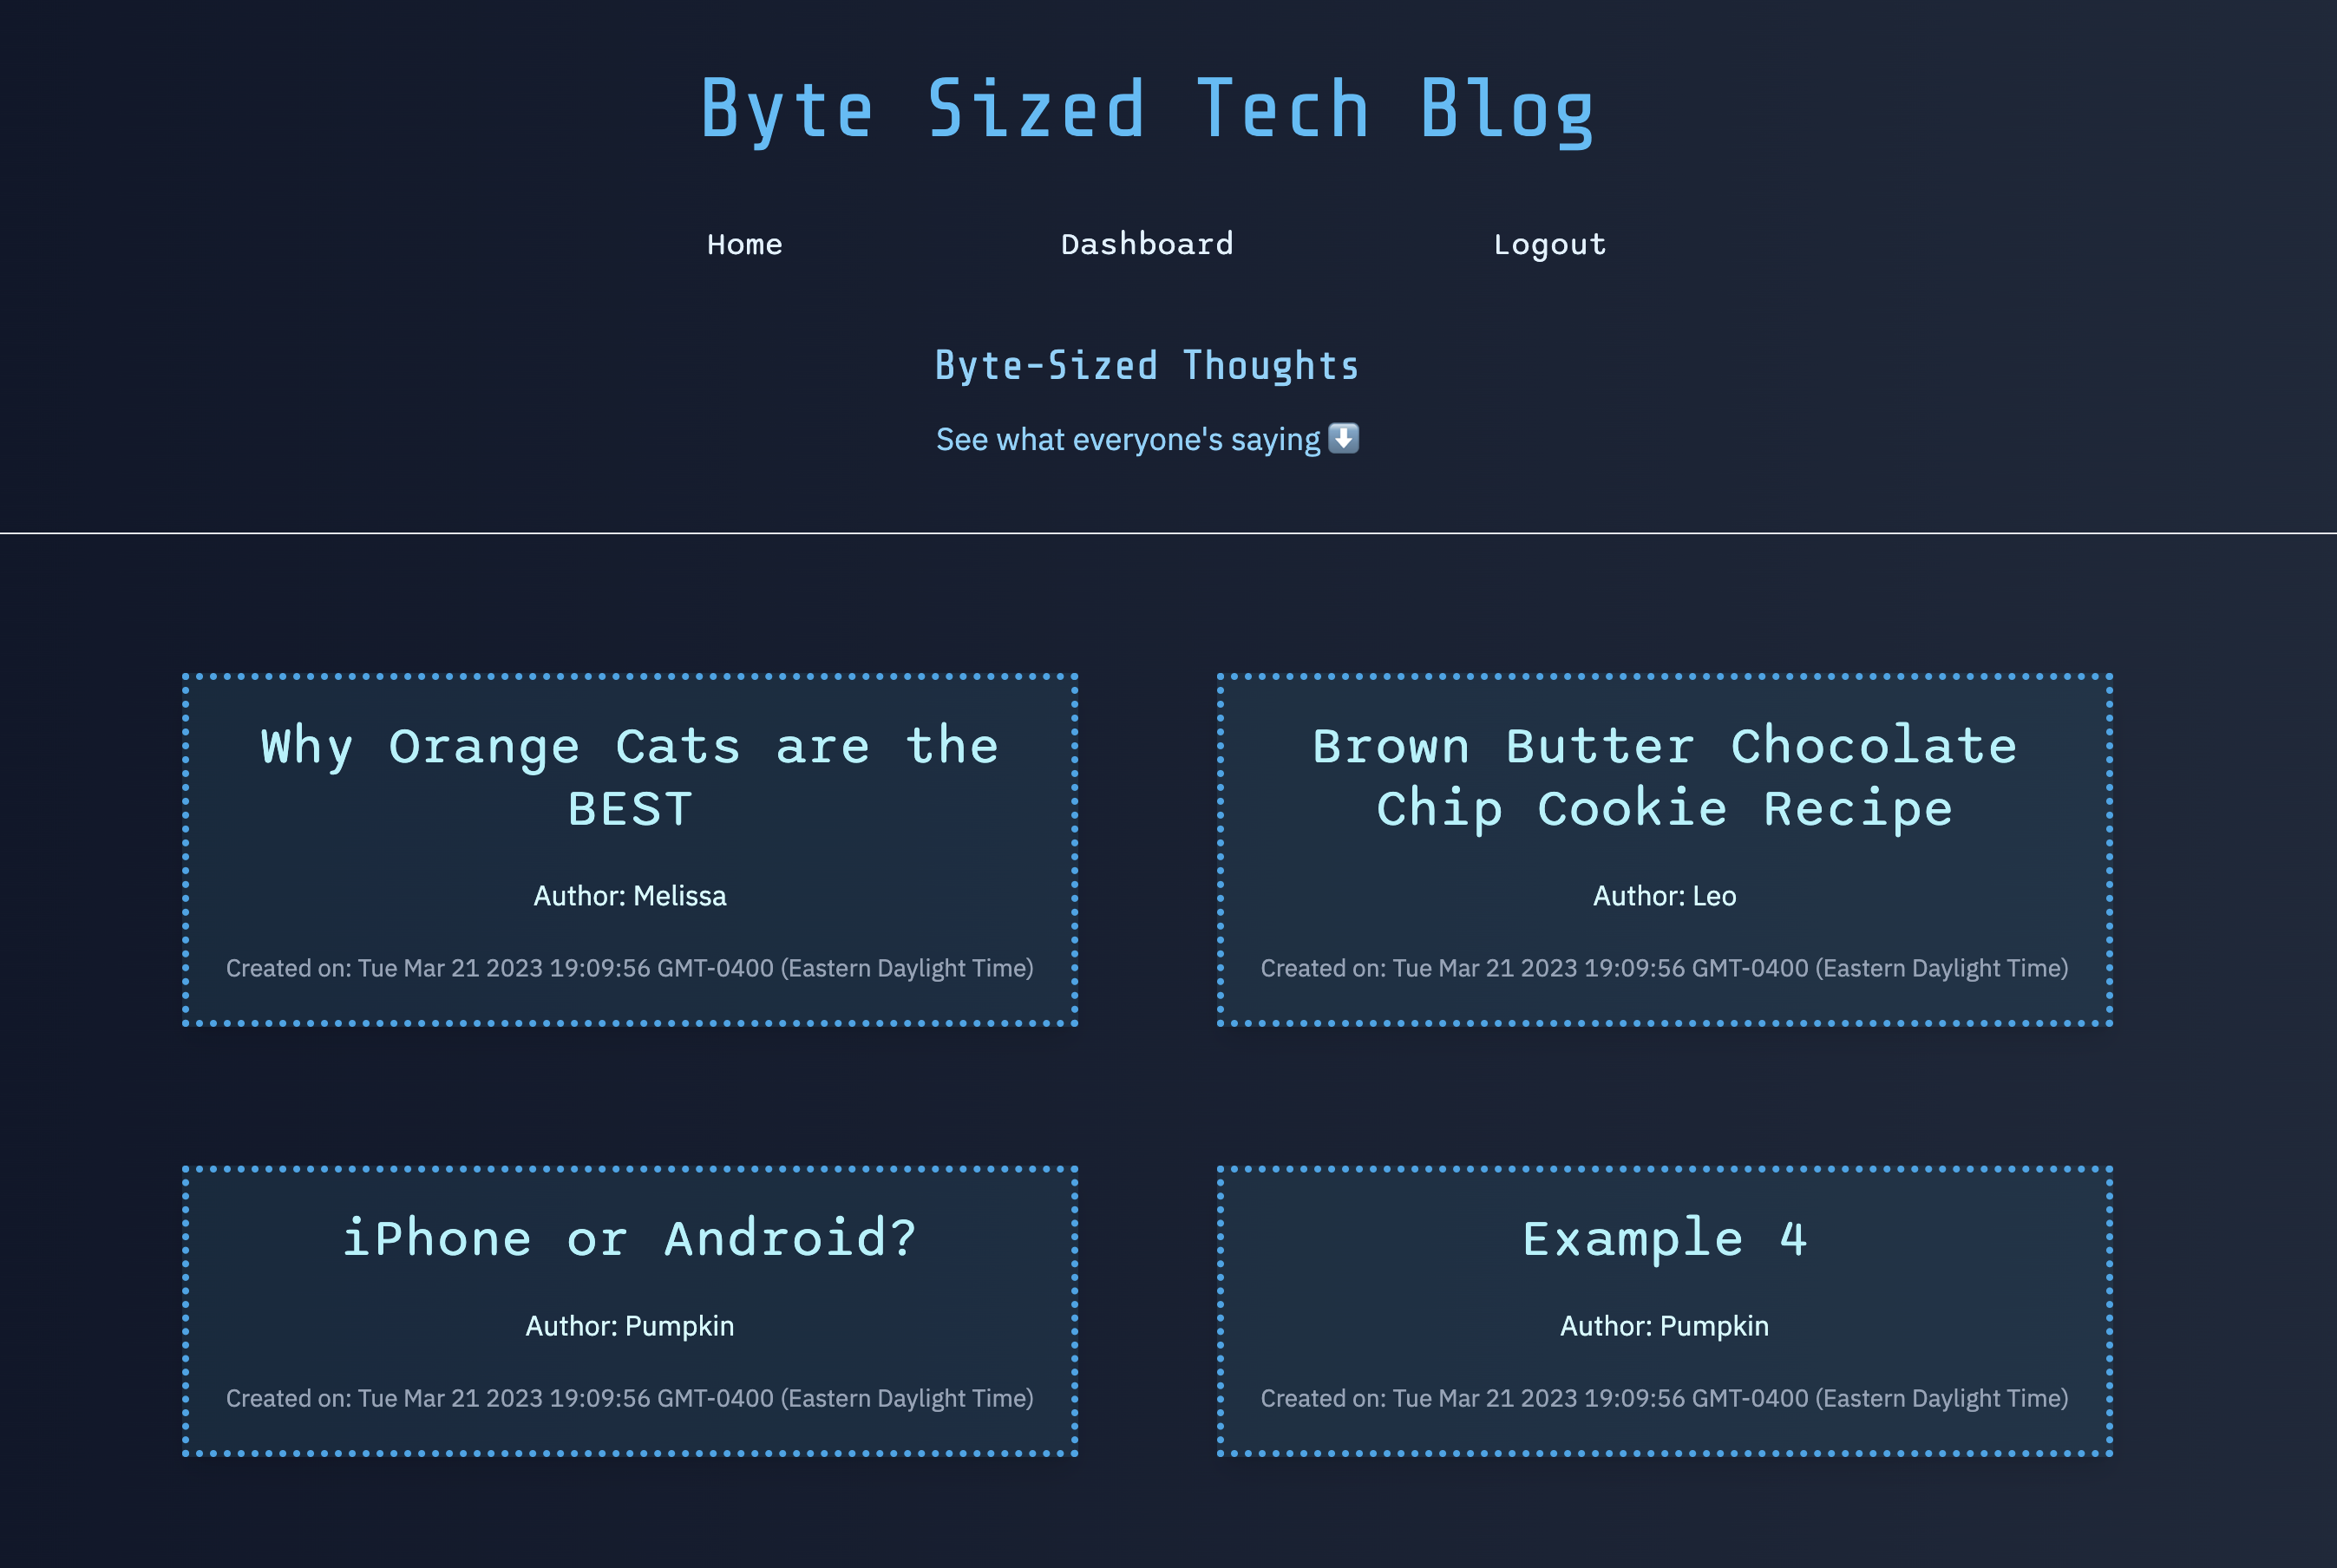 Byte Sized Tech Blog
Home Dashboard Logout
Byte-Sized Thoughts
See what everyone's saying ⬇️
Why Orange Cats are the
BEST
Author: Melissa
Created on: Tue Mar 21 2023 19:09:56 GMT-0400 (Eastern Daylight Time)
Brown Butter Chocolate
Chip Cookie Recipe
Author: Leo
Created on: Tue Mar 21 2023 19:09:56 GMT-0400 (Eastern Daylight Time)
iPhone or Android?
Author: Pumpkin
Created on: Tue Mar 21 2023 19:09:56 GMT-0400 (Eastern Daylight Time)
Example 4
Author: Pumpkin
Created on: Tue Mar 21 2023 19:09:56 GMT-0400 (Eastern Daylight Time)